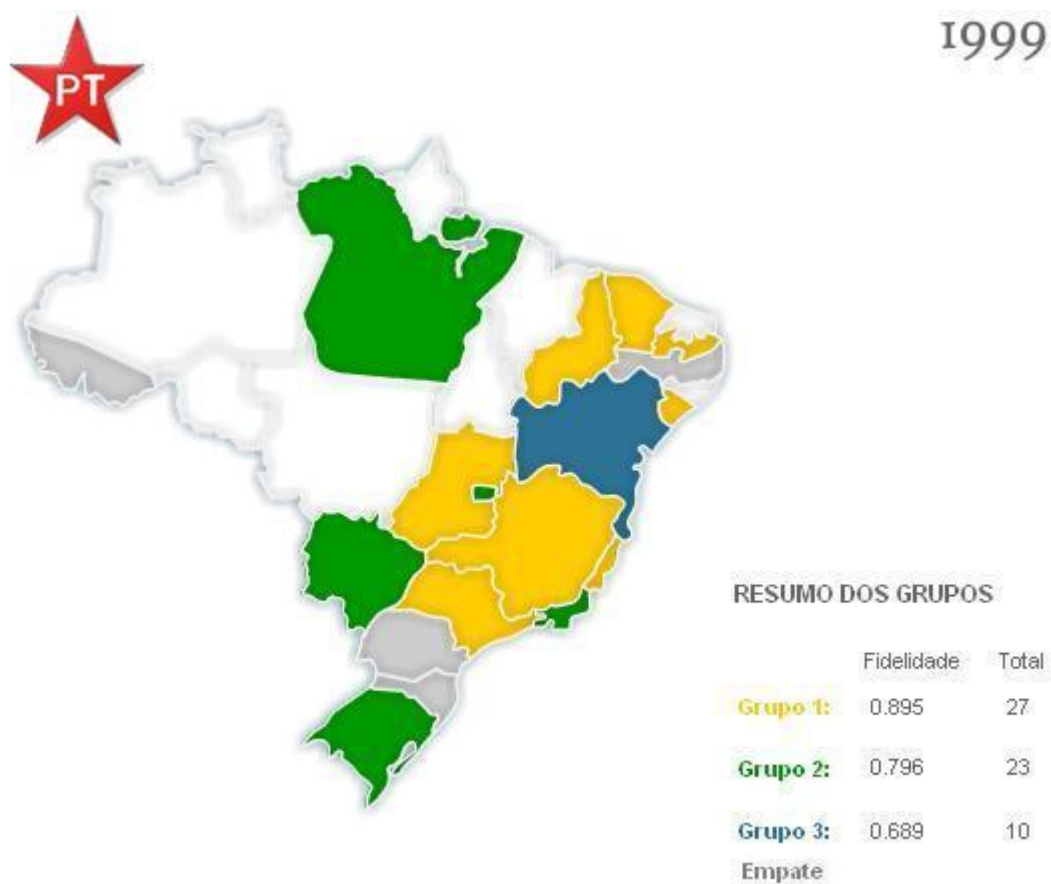 PT
1999
RESUMO DOS GRUPOS
Fidelidade Total
Grupo 1: 0.895 27
Grupo 2: 0.796 23
Grupo 3: 0.689 10
Empate